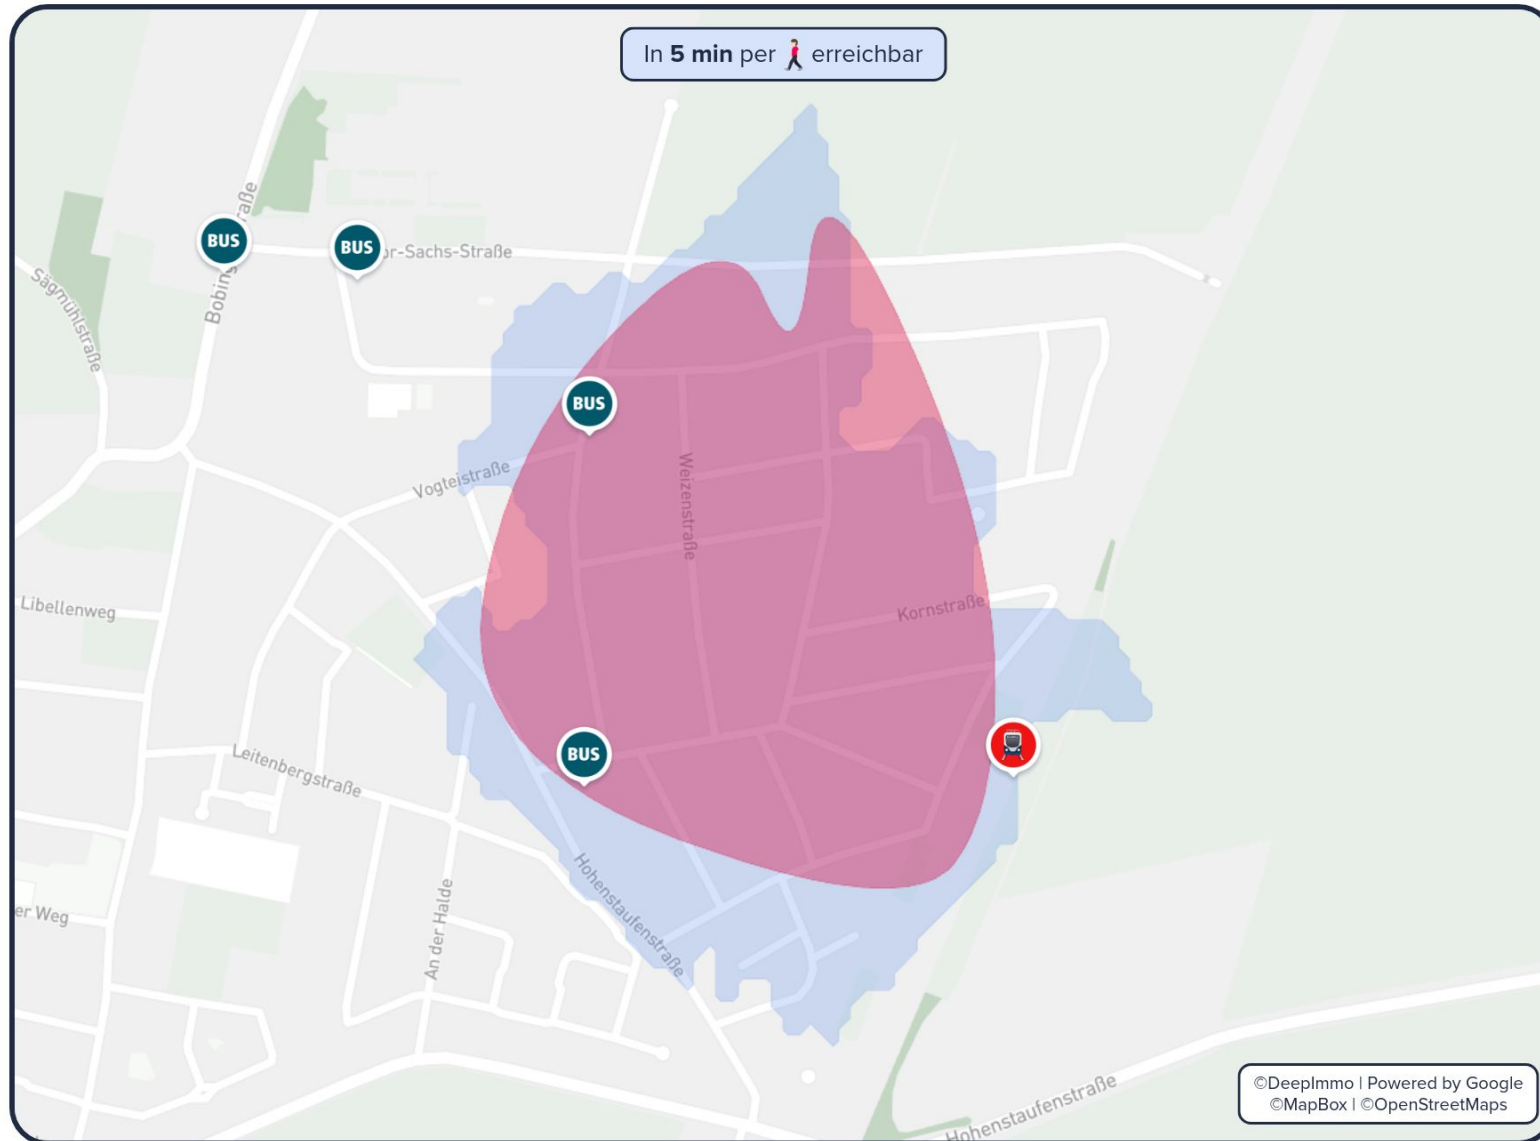 In 5 min per erreichbar
BUS
BUS
or-Sachs-Straße
Sägmühlstraße
BUS
Vogteistraße
Weizenstraße
Libellenweg
Kornstraße
BUS
Leitenbergstraße
Hohenstaufenstraße
An der Halde
er Weg
Hohenstaufenstraße
©DeepImmo | Powered by Google
©MapBox | ©OpenStreetMaps